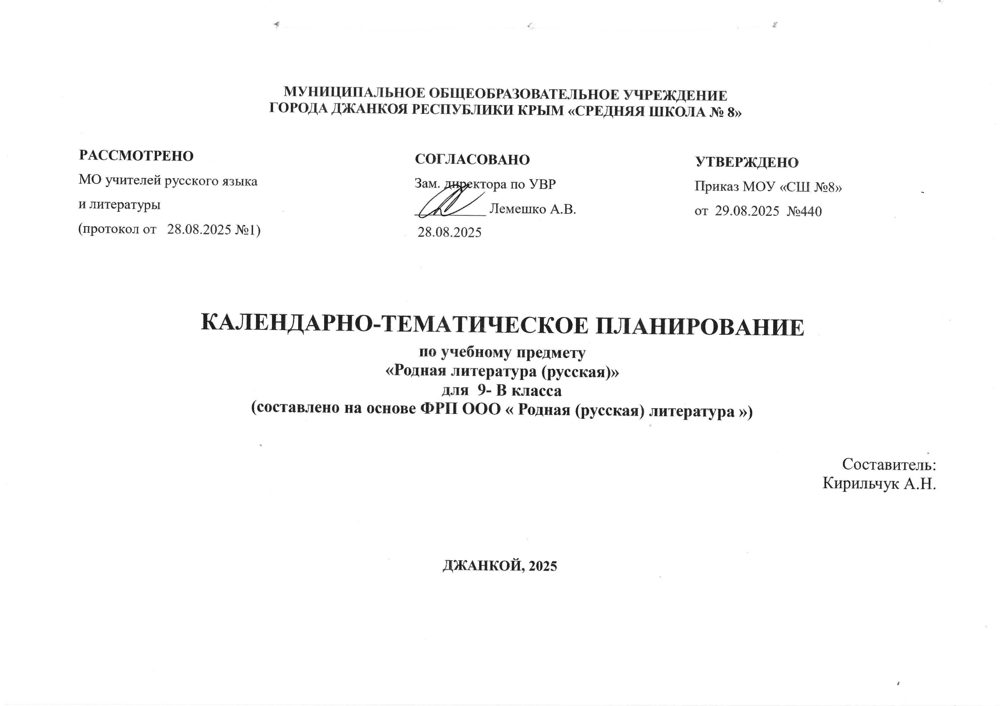 МУНИЦИПАЛЬНОЕ ОБЩЕОБРАЗОВАТЕЛЬНОЕ УЧРЕЖДЕНИЕ
ГОРОДА ДЖАНКОЯ РЕСПУБЛИКИ КРЫМ «СРЕДНЯЯ ШКОЛА № 8»
РАССМОТРЕНО
МО учителей русского языка
и литературы
(протокол от 28.08.2025 №1)
СОГЛАСОВАНО
Зам. директора по УВР
Лемешко А.В.
28.08.2025
УТВЕРЖДЕНО
Приказ МОУ «СШ №8»
от 29.08.2025 №440
КАЛЕНДАРНО-ТЕМАТИЧЕСКОЕ ПЛАНИРОВАНИЕ
по учебному предмету
«Родная литература (русская)»
для 9- В класса
(составлено на основе ФРП ООО « Родная (русская) литература »)
Составитель:
Кирильчук А.Н.
ДЖАНКОЙ, 2025